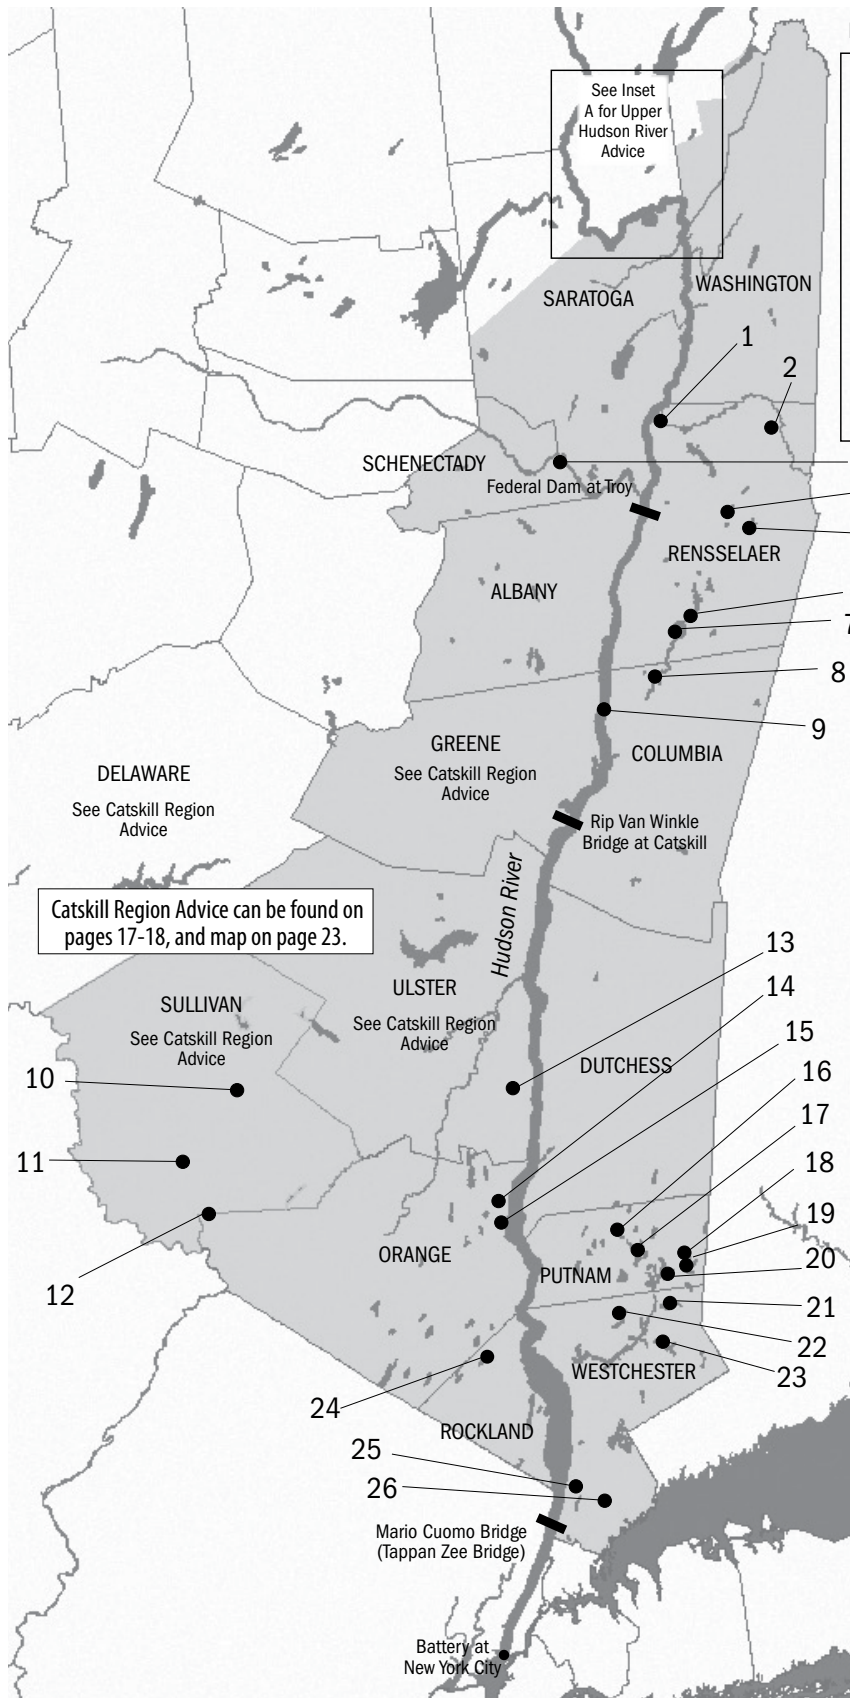 See Inset
A for Upper
Hudson River
Advice
WASHINGTON
SARATOGA
1
2
SCHENECTADY
Federal Dam at Troy
RENSSELAER
ALBANY
7
8
9
GREENE
See Catskill Region
Advice
COLUMBIA
DELAWARE
See Catskill Region
Advice
Rip Van Winkle
Bridge at Catskill
Hudson River
Catskill Region Advice can be found on
pages 17-18, and map on page 23.
13
14
ULSTER
See Catskill Region
Advice
SULLIVAN
See Catskill Region
Advice
15
DUTCHESS
16
10
17
11
18
19
ORANGE
20
PUTNAM
12
21
22
WESTCHESTER
23
24
ROCKLAND
25
26
Mario Cuomo Bridge
(Tappan Zee Bridge)
Battery at
New York City